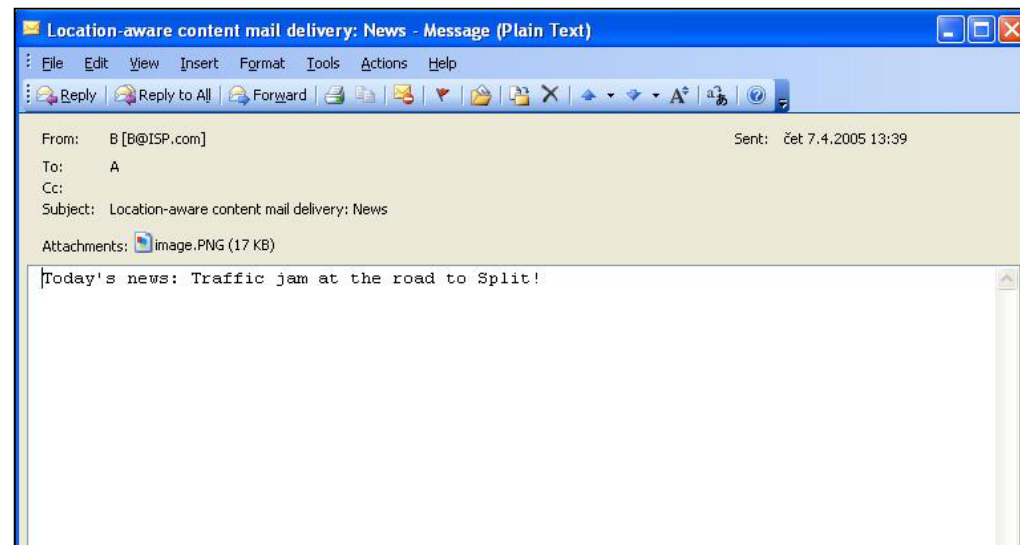 Location-aware content mail delivery: News - Message (Plain Text)
File Edit View Insert Format Tools Actions Help
Reply Reply to All Forward
From: B [B@ISP.com] Sent: čet 7.4.2005 13:39
To: A
Cc:
Subject: Location-aware content mail delivery: News
Attachments: image.PNG (17 KB)
Today's news: Traffic jam at the road to Split!